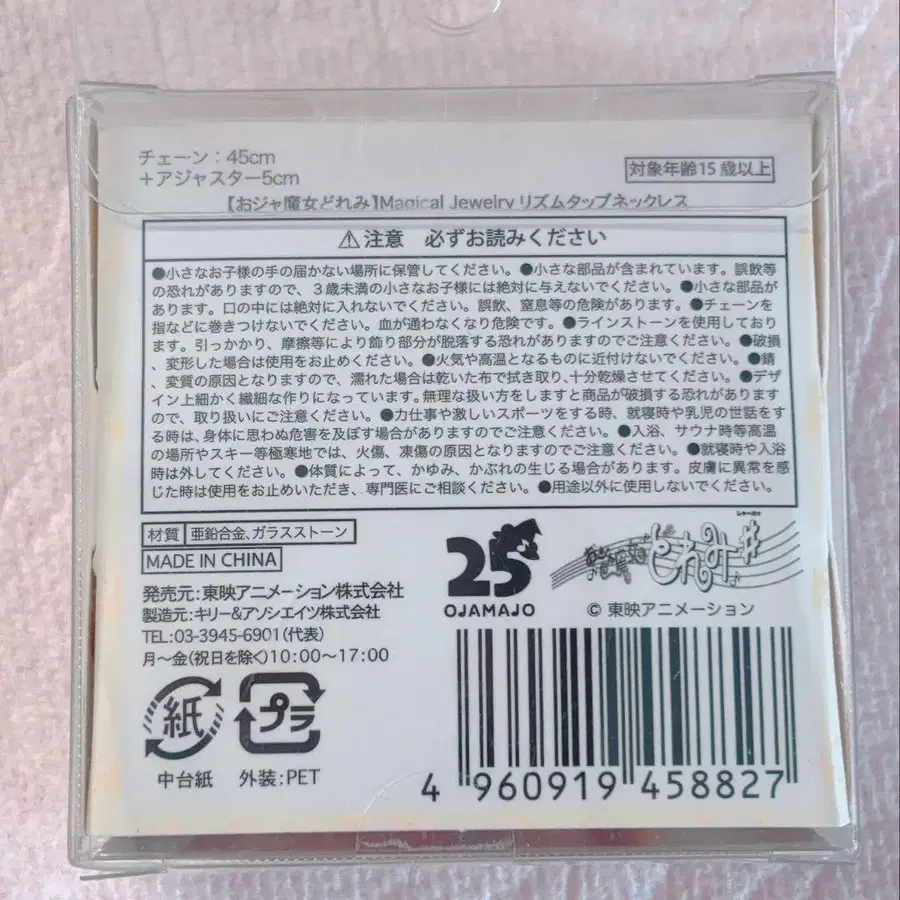 チェーン：45cm
＋アジャスター5cm
対象年齢15歳以上
【おジャ魔女どれみ】Magical Jewelry リズムタップネックレス
⚠注意　必ずお読みください
●小さなお子様の手の届かない場所に保管してください。●小さな部品が含まれています。誤飲等
の恐れがありますので、３歳未満の小さなお子様には絶対に与えないでください。●小さな部品が
あります。口の中には絶対に入れないでください。誤飲、窒息等の危険があります。●チェーンを
指などに巻きつけないでください。血が通わなくなり危険です。●ラインストーンを使用しており
ます。引っかかり、摩擦等により飾り部分が脱落する恐れがありますのでご注意ください。●破損
、変形した場合は使用をお止めください。●火気や高温となるものに近付けないでください。●錆
、変質の原因となりますので、濡れた場合は乾いた布で拭き取り、十分乾燥させてください。●デザ
イン上細かく繊細な作りになっています。無理な扱い方をしますと商品が破損する恐れがあります
ので、取り扱いにご注意ください。●力仕事や激しいスポーツをする時、就寝時や乳児の世話をす
る時は、身体に思わぬ危害を及ぼす場合がありますのでご注意ください。●入浴、サウナ時等高温
の場所やスキー等極寒地では、火傷、凍傷の原因となりますのでご注意ください。●就寝時や入浴
時は外してください。●体質によって、かゆみ、かぶれの生じる場合があります。皮膚に異常を感
じた時は使用をお止めいただき、専門医にご相談ください。●用途以外に使用しないでください。
材質 亜鉛合金、ガラスストーン
MADE IN CHINA
発売元：東映アニメーション株式会社
製造元：キリー&アソシエイツ株式会社
TEL:03-3945-6901(代表)
月～金(祝日を除く)10:00～17:00
25
OJAMAJO
おジャ魔女どれみ#
© 東映アニメーション
紙
中台紙
プラ
外装：PET
4 960919 458827